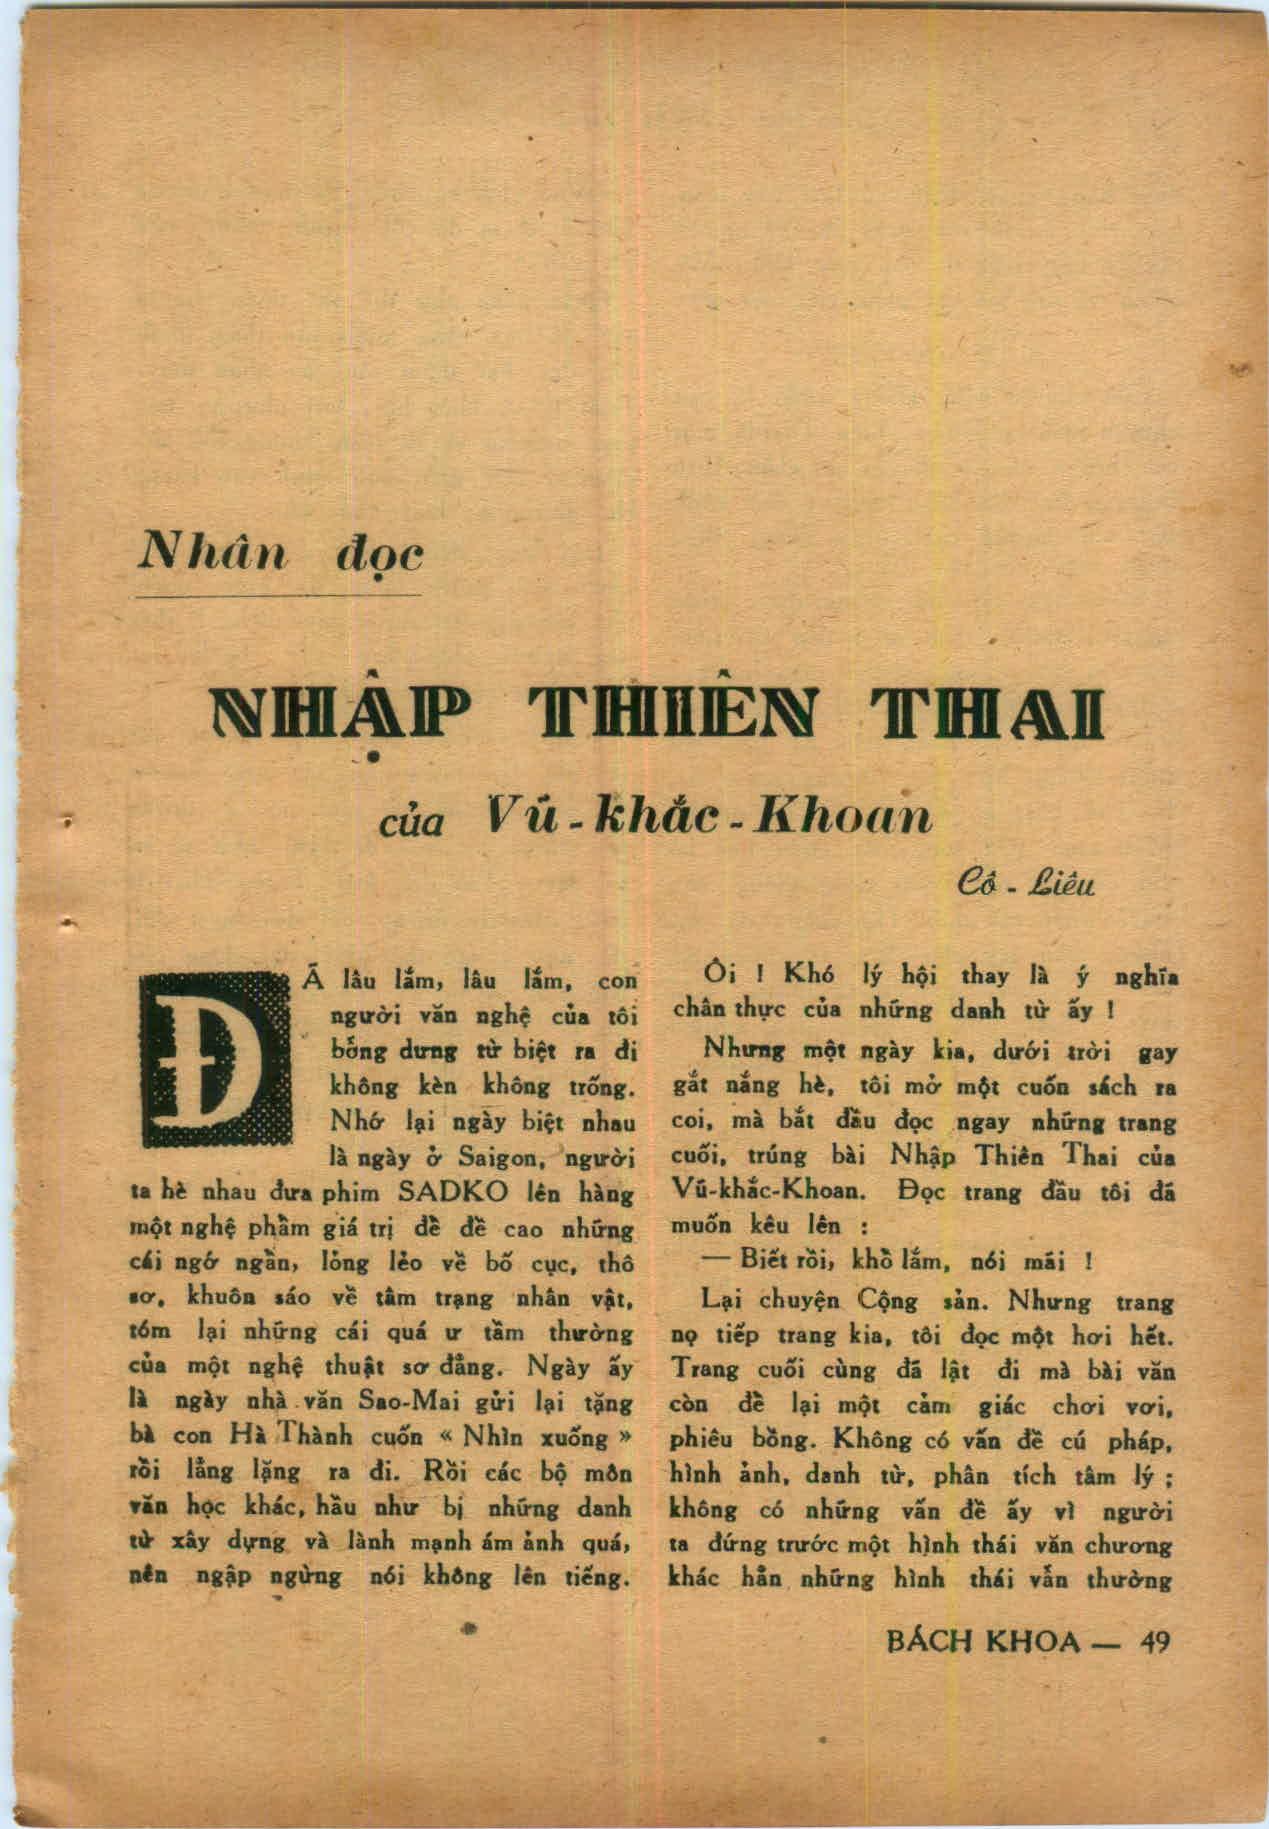 Nhân đọc
NHẬP THIÊN THAI
của Vũ - khắc - Khoan
Cô - Liêu
ĐÃ lâu lắm, lâu lắm, con
người văn nghệ của tôi
bỗng dưng từ biệt ra đi
không kèn không trống.
Nhớ lại ngày biệt nhau
là ngày ở Saigon, người
ta hè nhau đưa phim SADKO lên hàng
một nghệ phẩm giá trị để đề cao những
cái ngớ ngẩn, lỏng lẻo về bố cục, thô
sơ, khuôn sáo về tâm trạng nhân vật,
tóm lại những cái quá ư tầm thường
của một nghệ thuật sơ đẳng. Ngày ấy
là ngày nhà văn Sao-Mai gửi lại tặng
bà con Hà Thành cuốn « Nhìn xuống »
rồi lẳng lặng ra đi. Rồi các bộ môn
văn học khác, hầu như bị những danh
từ xây dựng và lành mạnh ám ảnh quá,
nên ngập ngừng nói không lên tiếng.
Ôi ! Khó lý hội thay là ý nghĩa
chân thực của những danh từ ấy !
Nhưng một ngày kia, dưới trời gay
gắt nắng hè, tôi mở một cuốn sách ra
coi, mà bắt đầu đọc ngay những trang
cuối, trúng bài Nhập Thiên Thai của
Vũ-khắc-Khoan. Đọc trang đầu tôi đã
muốn kêu lên :
— Biết rồi, khổ lắm, nói mãi !
Lại chuyện Cộng sản. Nhưng trang
nọ tiếp trang kia, tôi đọc một hơi hết.
Trang cuối cùng đã lật đi mà bài văn
còn để lại một cảm giác chơi vơi,
phiêu bồng. Không có vấn đề cú pháp,
hình ảnh, danh từ, phân tích tâm lý ;
không có những vấn đề ấy vì người
ta đứng trước một hình thái văn chương
khác hẳn những hình thái vẫn thường
BÁCH KHOA — 49